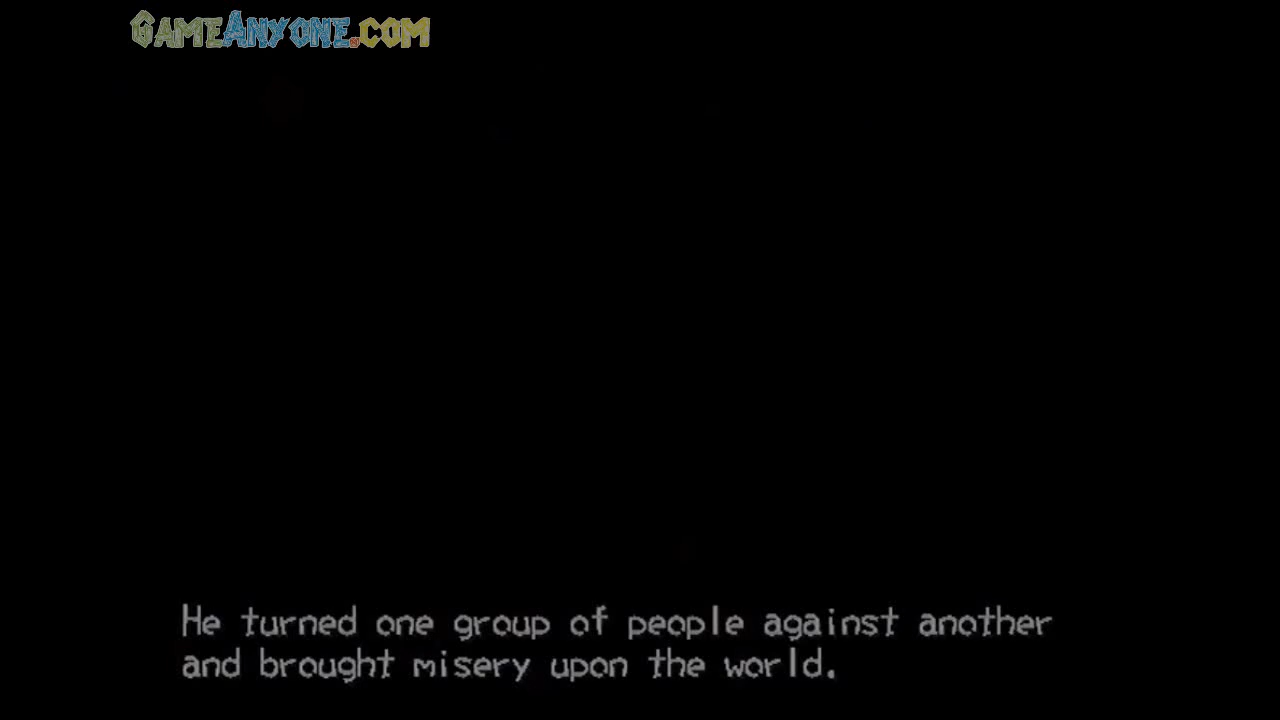 GameAnyone.com
He turned one group of people against another
and brought misery upon the world.